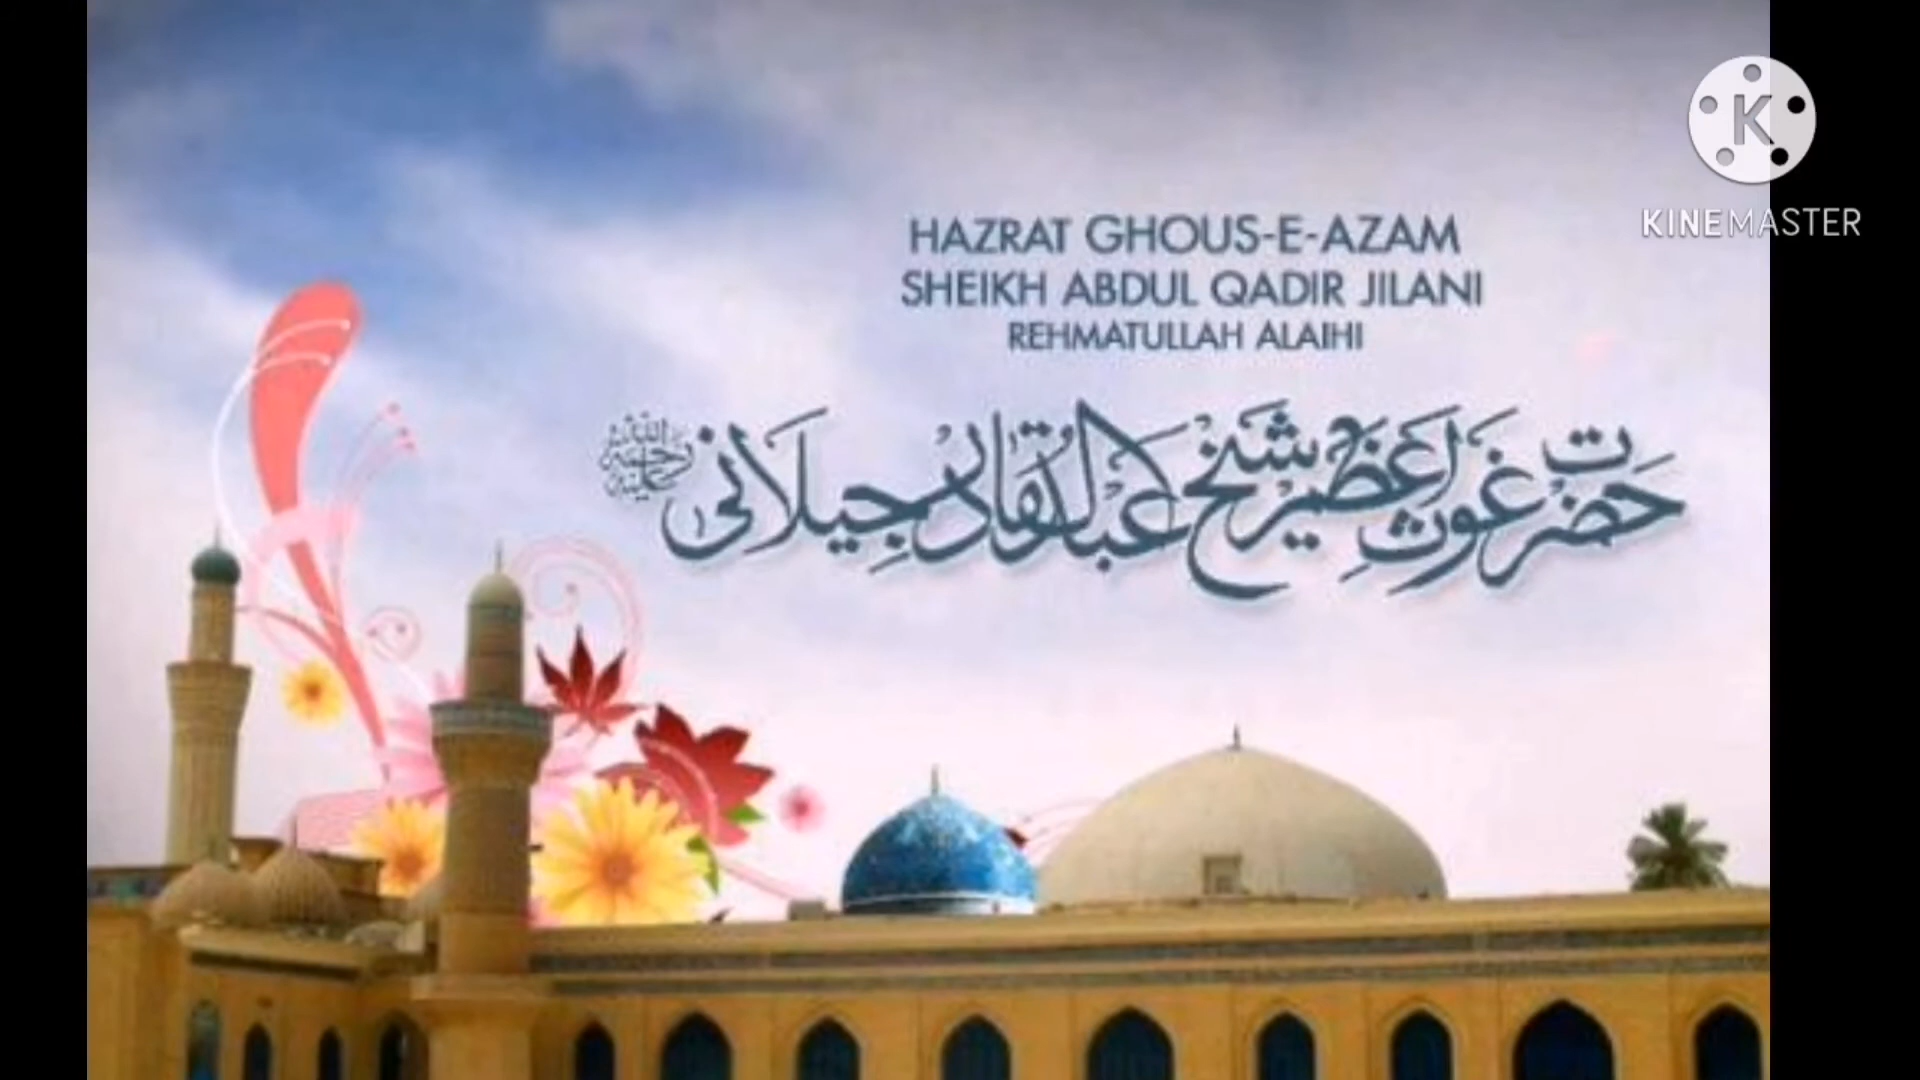 K
KINEMASTER
HAZRAT GHOUS-E-AZAM
SHEIKH ABDUL QADIR JILANI
REHMATULLAH ALAIHI
حضرت غوث اعظم شیخ عبدالقادر جیلانی رحمۃ اللہ علیہ